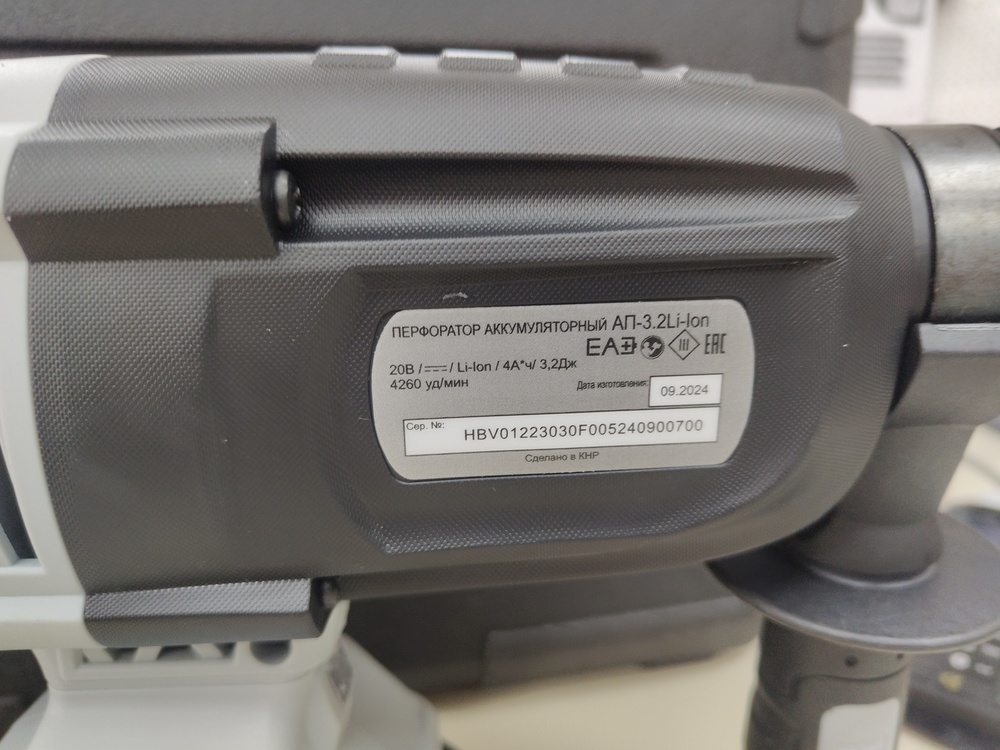 ПЕРФОРАТОР АККУМУЛЯТОРНЫЙ АП-3.2Li-Ion
EAC
20В / / Li-Ion / 4А*ч/ 3,2Дж
4260 уд/мин
Дата изготовления:
09.2024
Сер. №:
HBV01223030F005240900700
Сделано в КНР